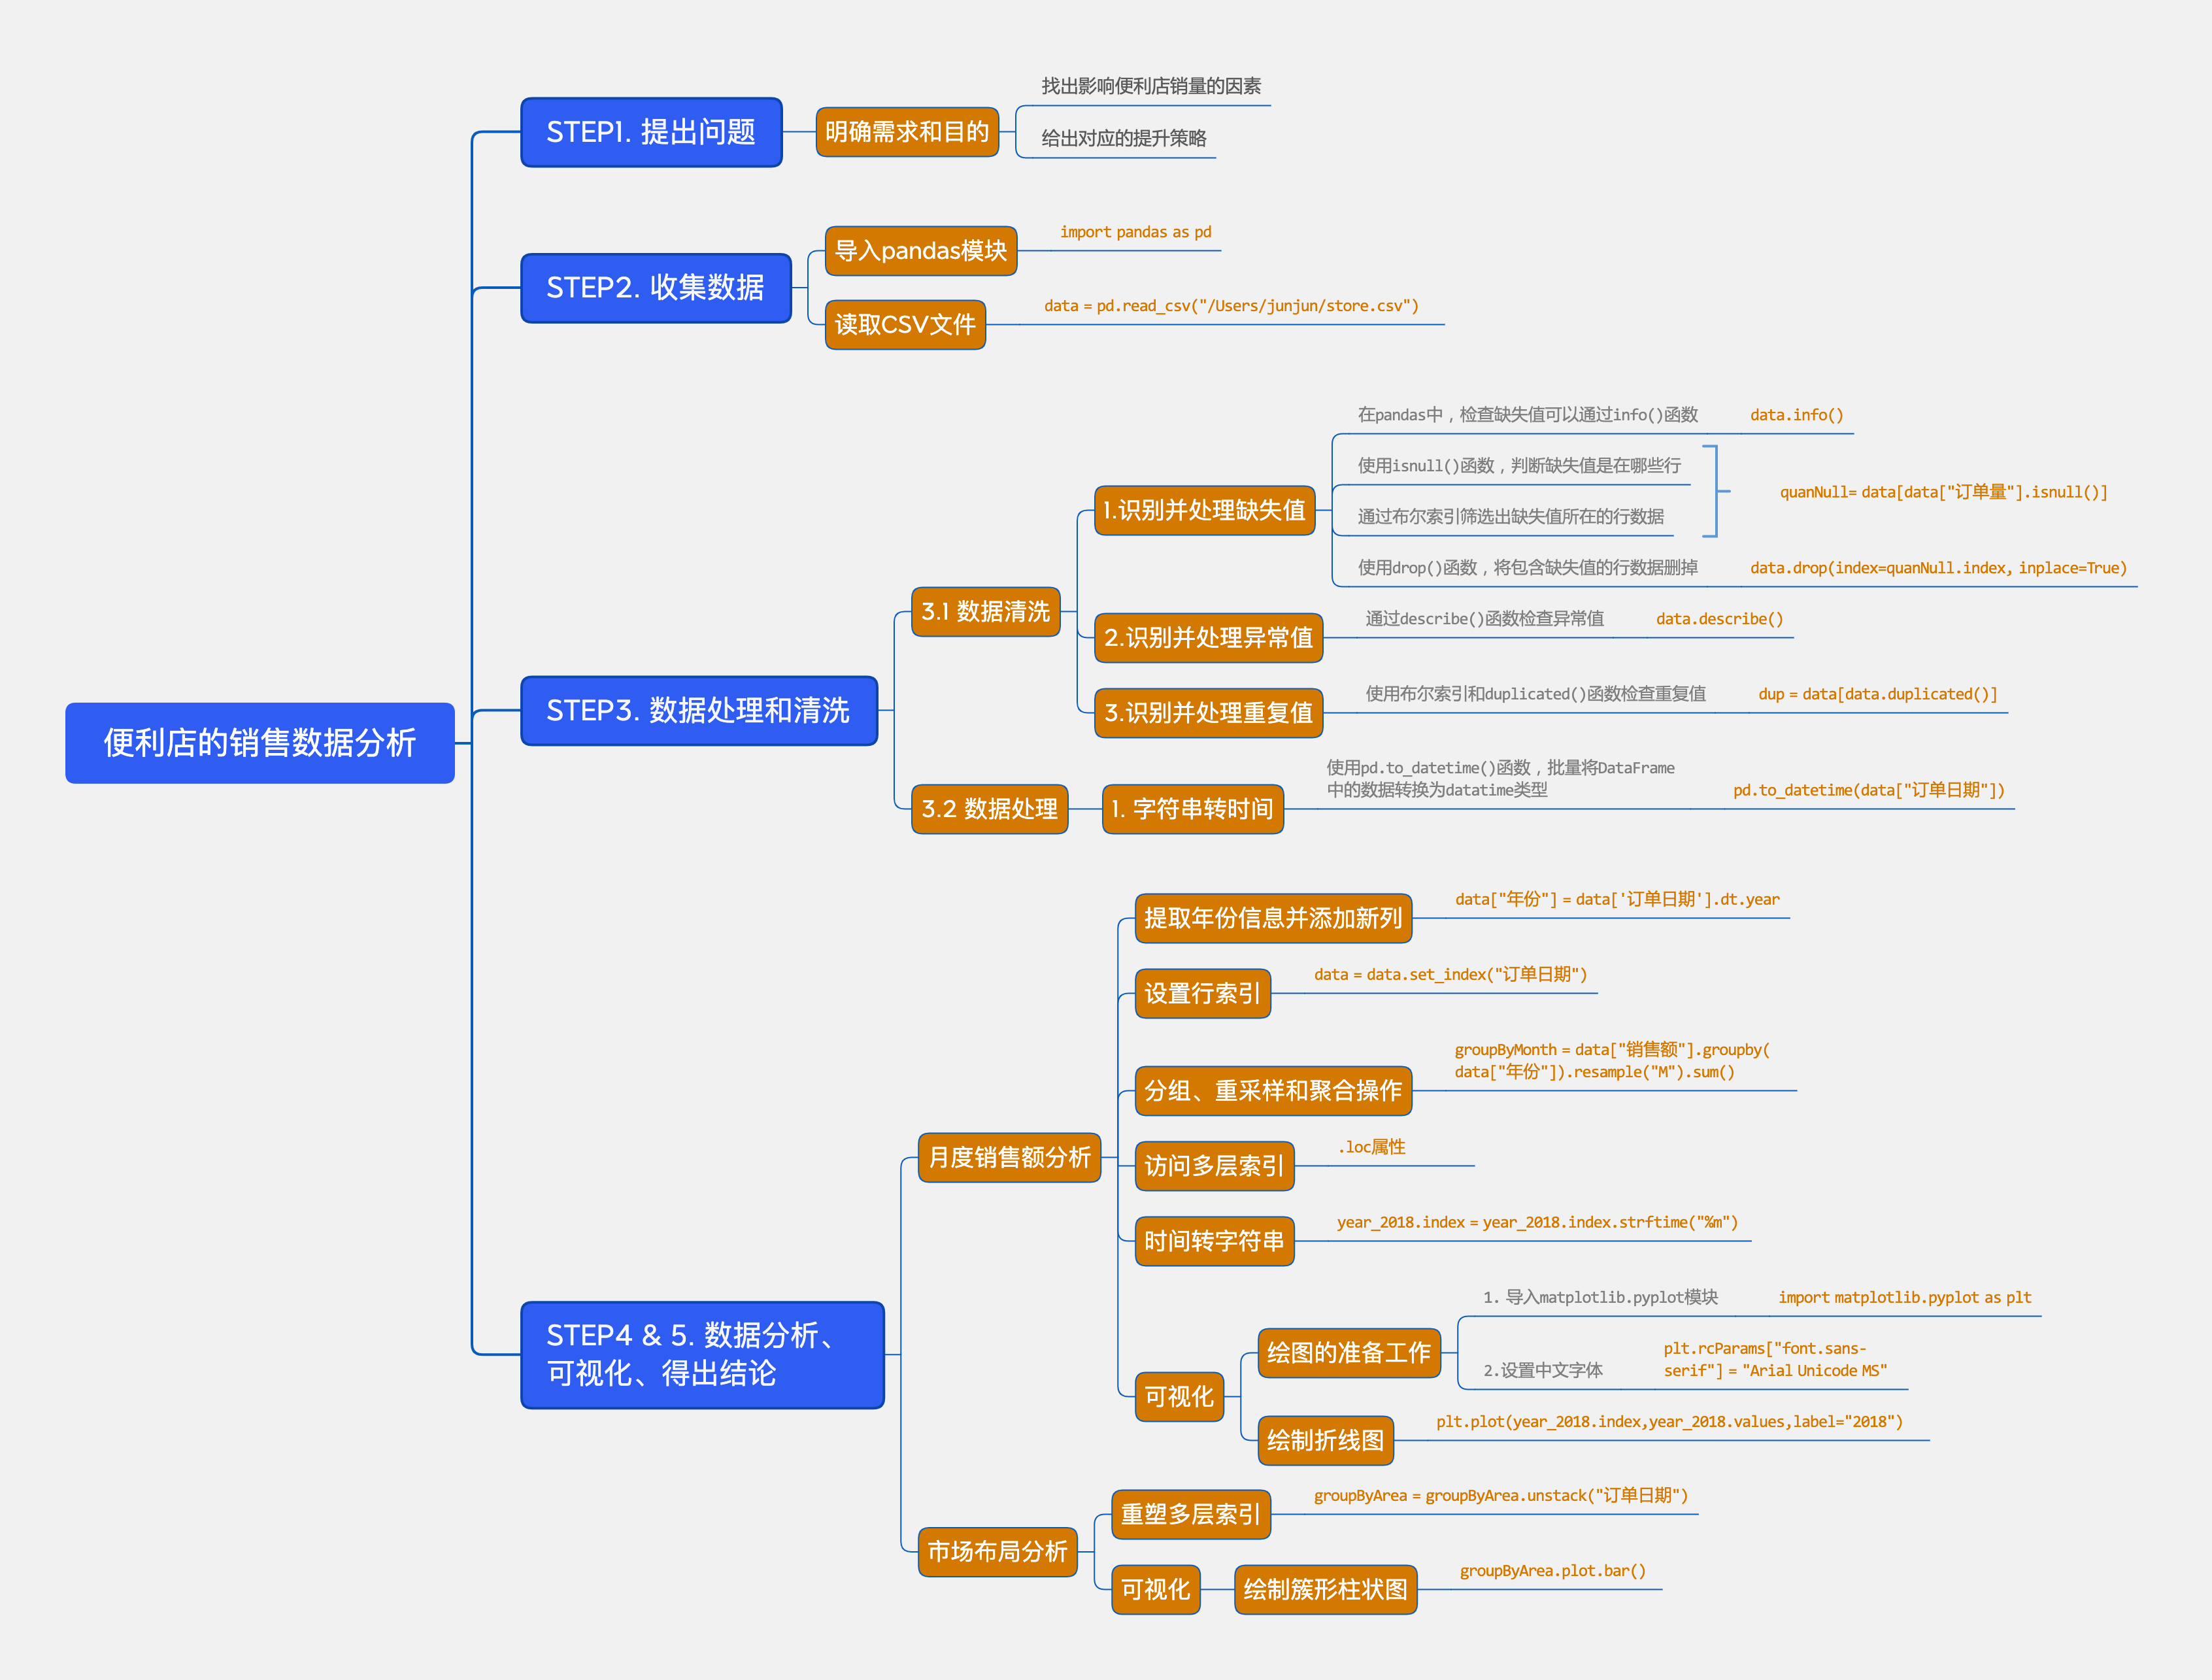 便利店的销售数据分析
STEP1. 提出问题
明确需求和目的
找出影响便利店销量的因素
给出对应的提升策略
STEP2. 收集数据
导入pandas模块
import pandas as pd
读取CSV文件
data = pd.read_csv("/Users/junjun/store.csv")
STEP3. 数据处理和清洗
3.1 数据清洗
1.识别并处理缺失值
在pandas中，检查缺失值可以通过info()函数
data.info()
使用isnull()函数，判断缺失值是在哪些行
通过布尔索引筛选出缺失值所在的行数据
quanNull= data[data["订单量"].isnull()]
使用drop()函数，将包含缺失值的行数据删掉
data.drop(index=quanNull.index, inplace=True)
2.识别并处理异常值
通过describe()函数检查异常值
data.describe()
3.识别并处理重复值
使用布尔索引和duplicated()函数检查重复值
dup = data[data.duplicated()]
3.2 数据处理
1. 字符串转时间
使用pd.to_datetime()函数，批量将DataFrame
中的数据转换为datatime类型
pd.to_datetime(data["订单日期"])
STEP4 & 5. 数据分析、
可视化、得出结论
月度销售额分析
提取年份信息并添加新列
data["年份"] = data['订单日期'].dt.year
设置行索引
data = data.set_index("订单日期")
分组、重采样和聚合操作
groupByMonth = data["销售额"].groupby(
data["年份"]).resample("M").sum()
访问多层索引
.loc属性
时间转字符串
year_2018.index = year_2018.index.strftime("%m")
可视化
绘图的准备工作
1. 导入matplotlib.pyplot模块
import matplotlib.pyplot as plt
2.设置中文字体
plt.rcParams["font.sans-
serif"] = "Arial Unicode MS"
绘制折线图
plt.plot(year_2018.index,year_2018.values,label="2018")
市场布局分析
重塑多层索引
groupByArea = groupByArea.unstack("订单日期")
可视化
绘制簇形柱状图
groupByArea.plot.bar()